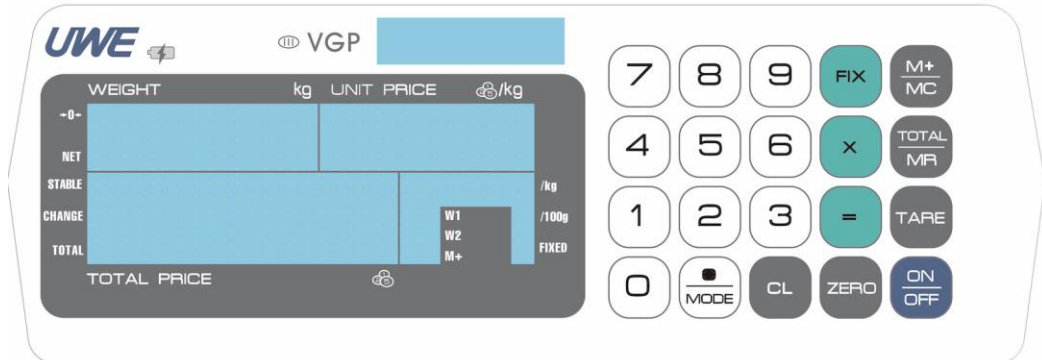 UWE
VGP
WEIGHT kg UNIT PRICE /kg
→0←
NET
STABLE
CHANGE
TOTAL
/kg
/100g
FIXED
W1
W2
M+
TOTAL PRICE
7 8 9 FIX M+ MC
4 5 6 × TOTAL MR
1 2 3 = TARE
0 MODE CL ZERO ON OFF